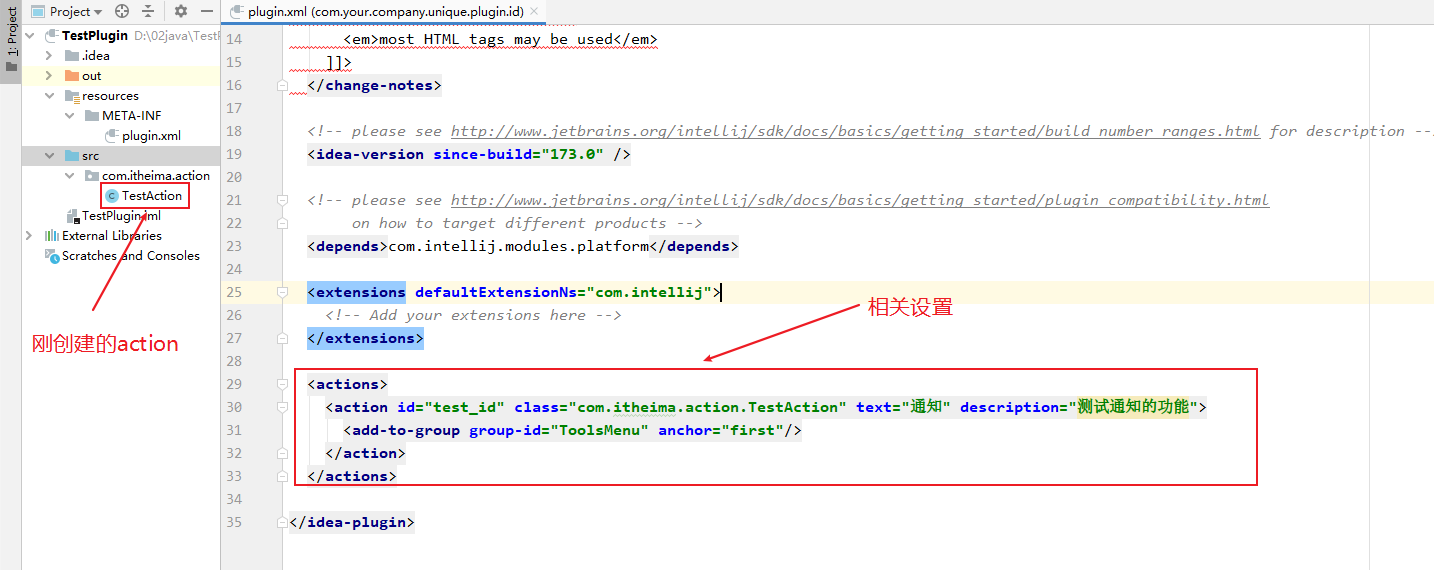 1: Project
Project
plugin.xml (com.your.company.unique.plugin.id)
TestPlugin D:\02java\TestP
.idea
out
resources
META-INF
plugin.xml
src
com.itheima.action
TestAction
TestPlugin.iml
External Libraries
Scratches and Consoles
刚创建的action
14 <em>most HTML tags may be used</em>
15 ]]>
16 </change-notes>
17
18 <!-- please see http://www.jetbrains.org/intellij/sdk/docs/basics/getting_started/build_number_ranges.html for description --
19 <idea-version since-build="173.0" />
20
21 <!-- please see http://www.jetbrains.org/intellij/sdk/docs/basics/getting_started/plugin_compatibility.html
22 on how to target different products -->
23 <depends>com.intellij.modules.platform</depends>
24
25 <extensions defaultExtensionNs="com.intellij">
26 <!-- Add your extensions here -->
27 </extensions>
相关设置
28
29 <actions>
30 <action id="test_id" class="com.itheima.action.TestAction" text="通知" description="测试通知的功能">
31 <add-to-group group-id="ToolsMenu" anchor="first"/>
32 </action>
33 </actions>
34
35 </idea-plugin>